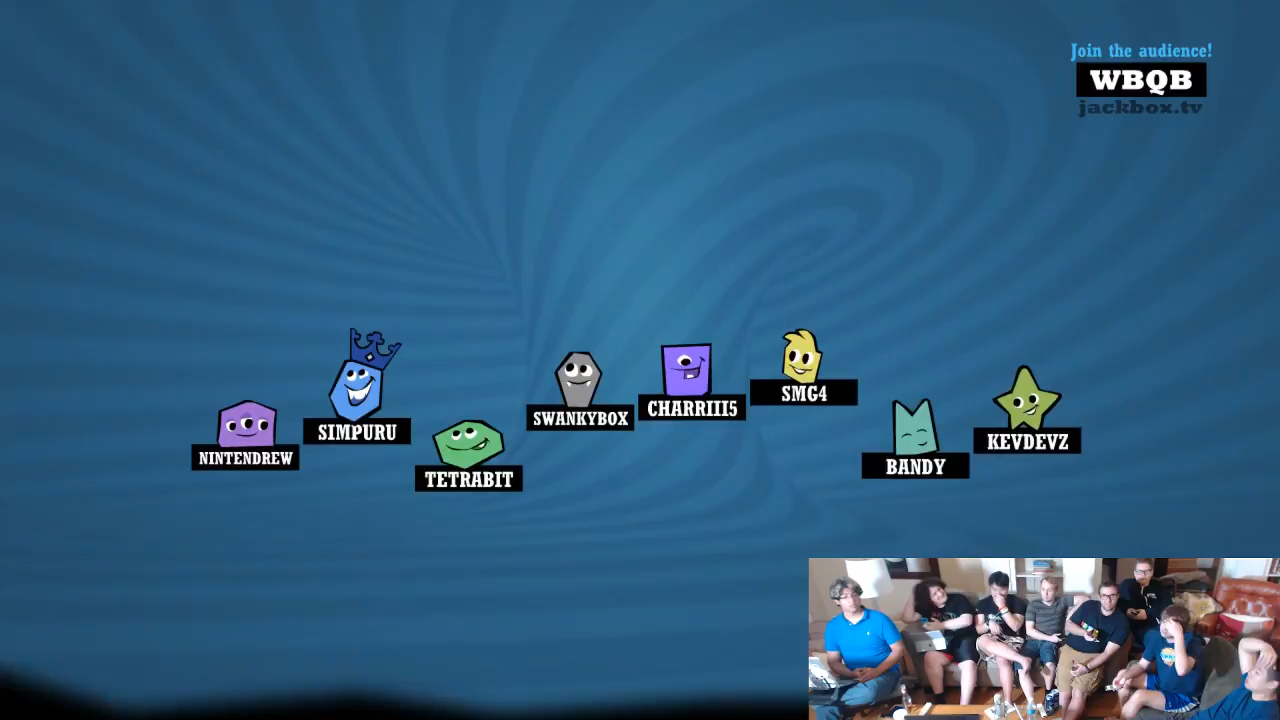 Join the audience!
WBQB
jackbox.tv
NINTENDREW
SIMPURU
TETRABIT
SWANKYBOX
CHARRIII5
SMG4
BANDY
KEVDEVZ